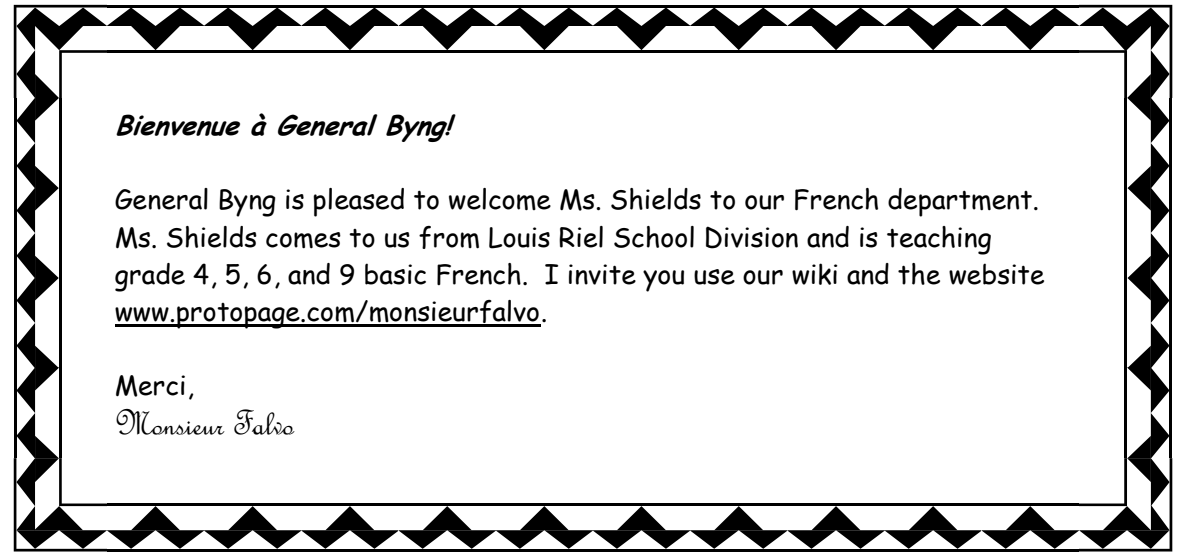 Bienvenue à General Byng!
General Byng is pleased to welcome Ms. Shields to our French department.
Ms. Shields comes to us from Louis Riel School Division and is teaching
grade 4, 5, 6, and 9 basic French.  I invite you use our wiki and the website
www.protopage.com/monsieurfalvo.
Merci,
Monsieur Falvo